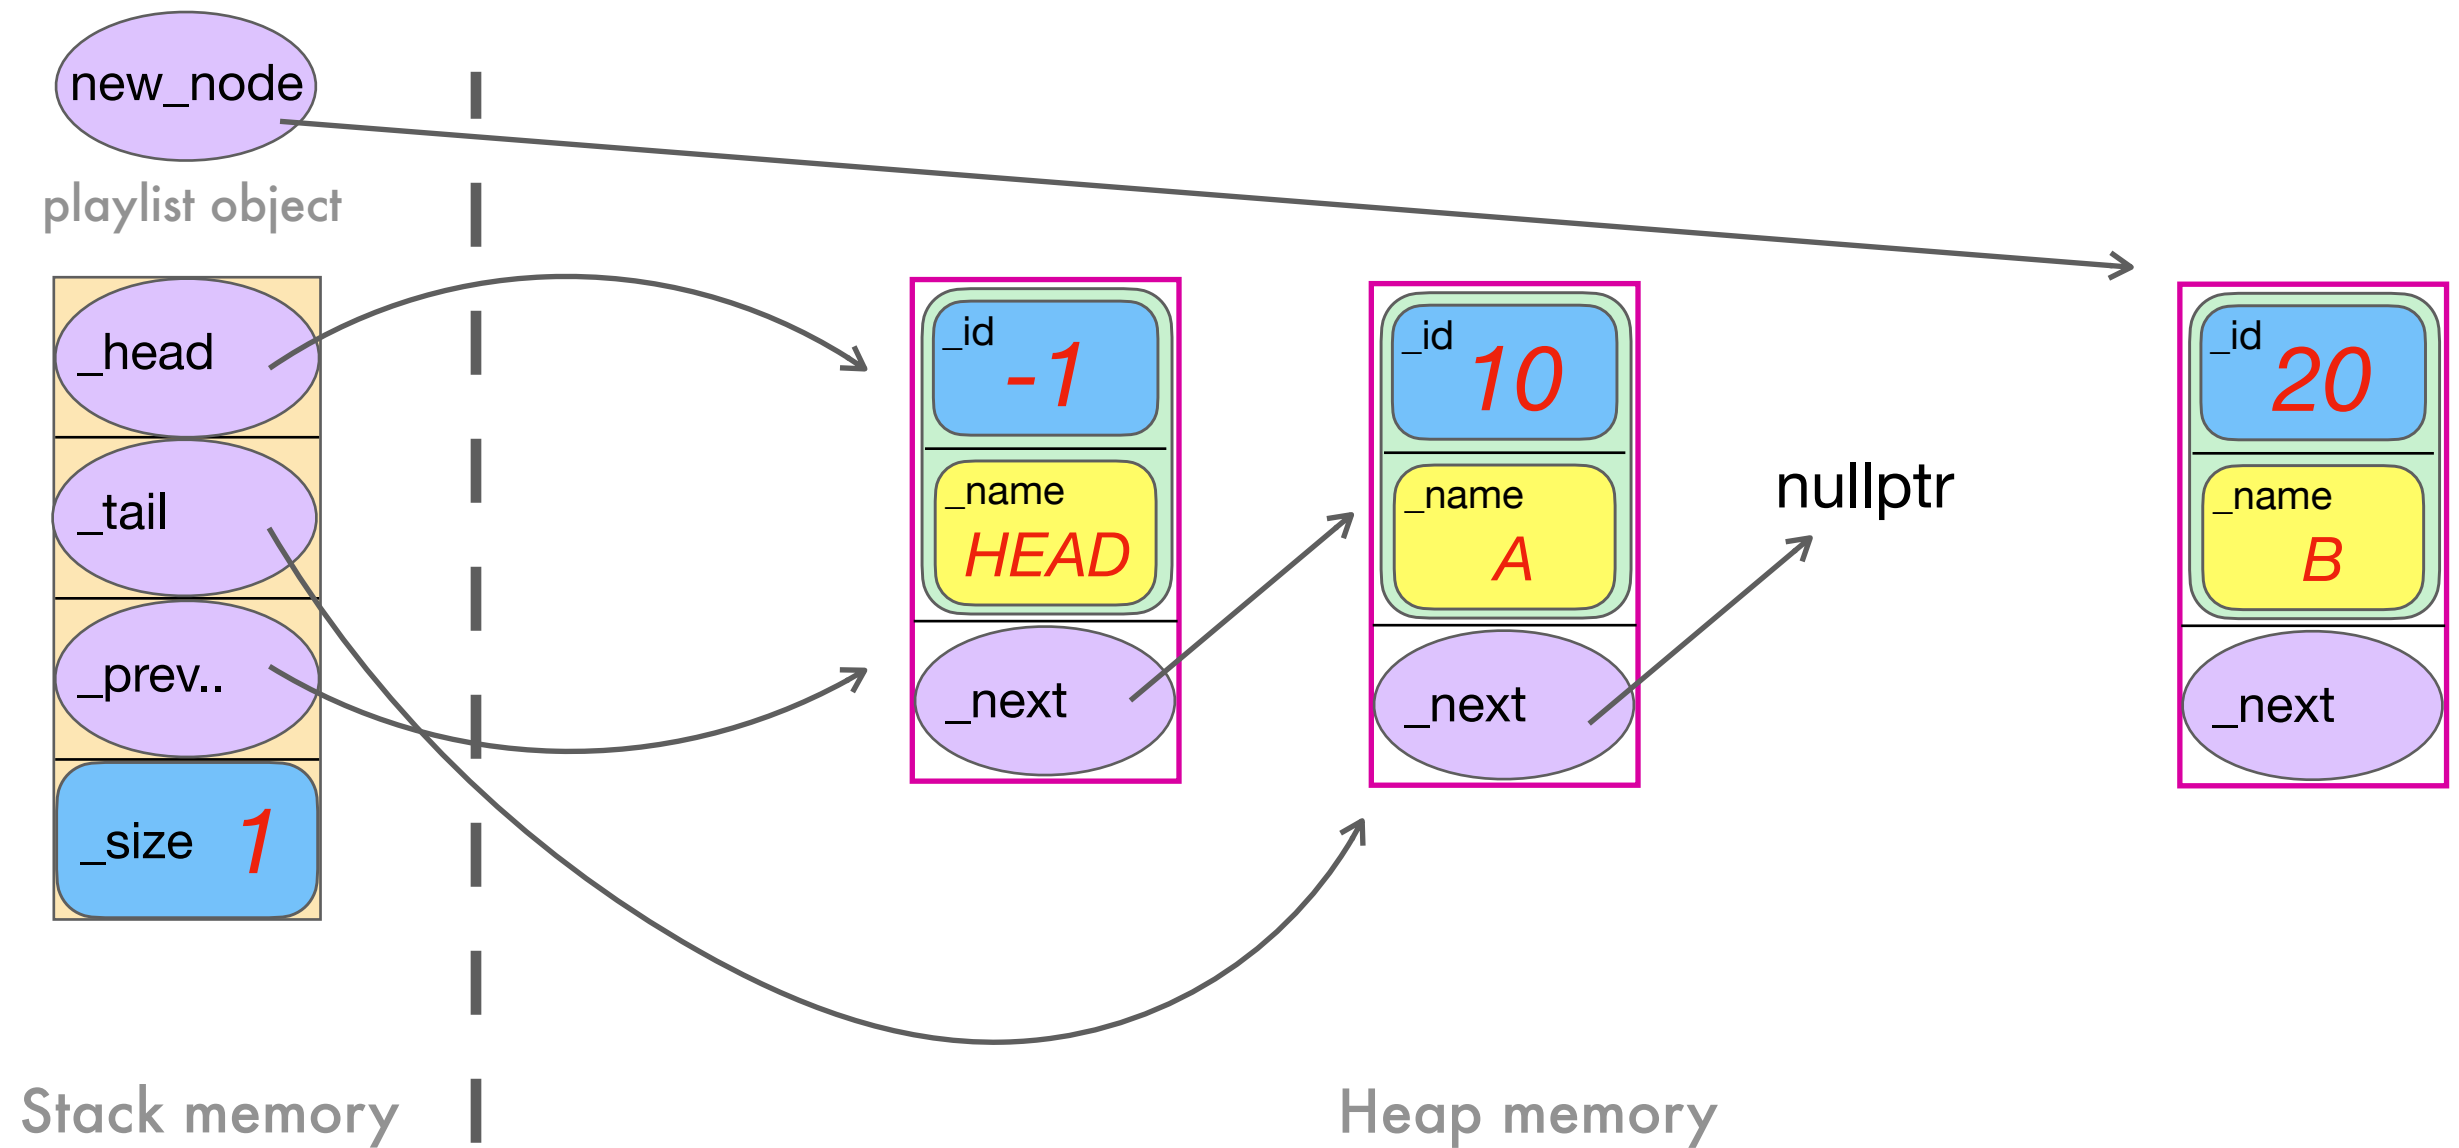 new_node
playlist object
_head
_tail
_prev..
_size 1
_id -1
_name
HEAD
_next
_id 10
_name
A
_next
nullptr
_id 20
_name
B
_next
Stack memory
Heap memory